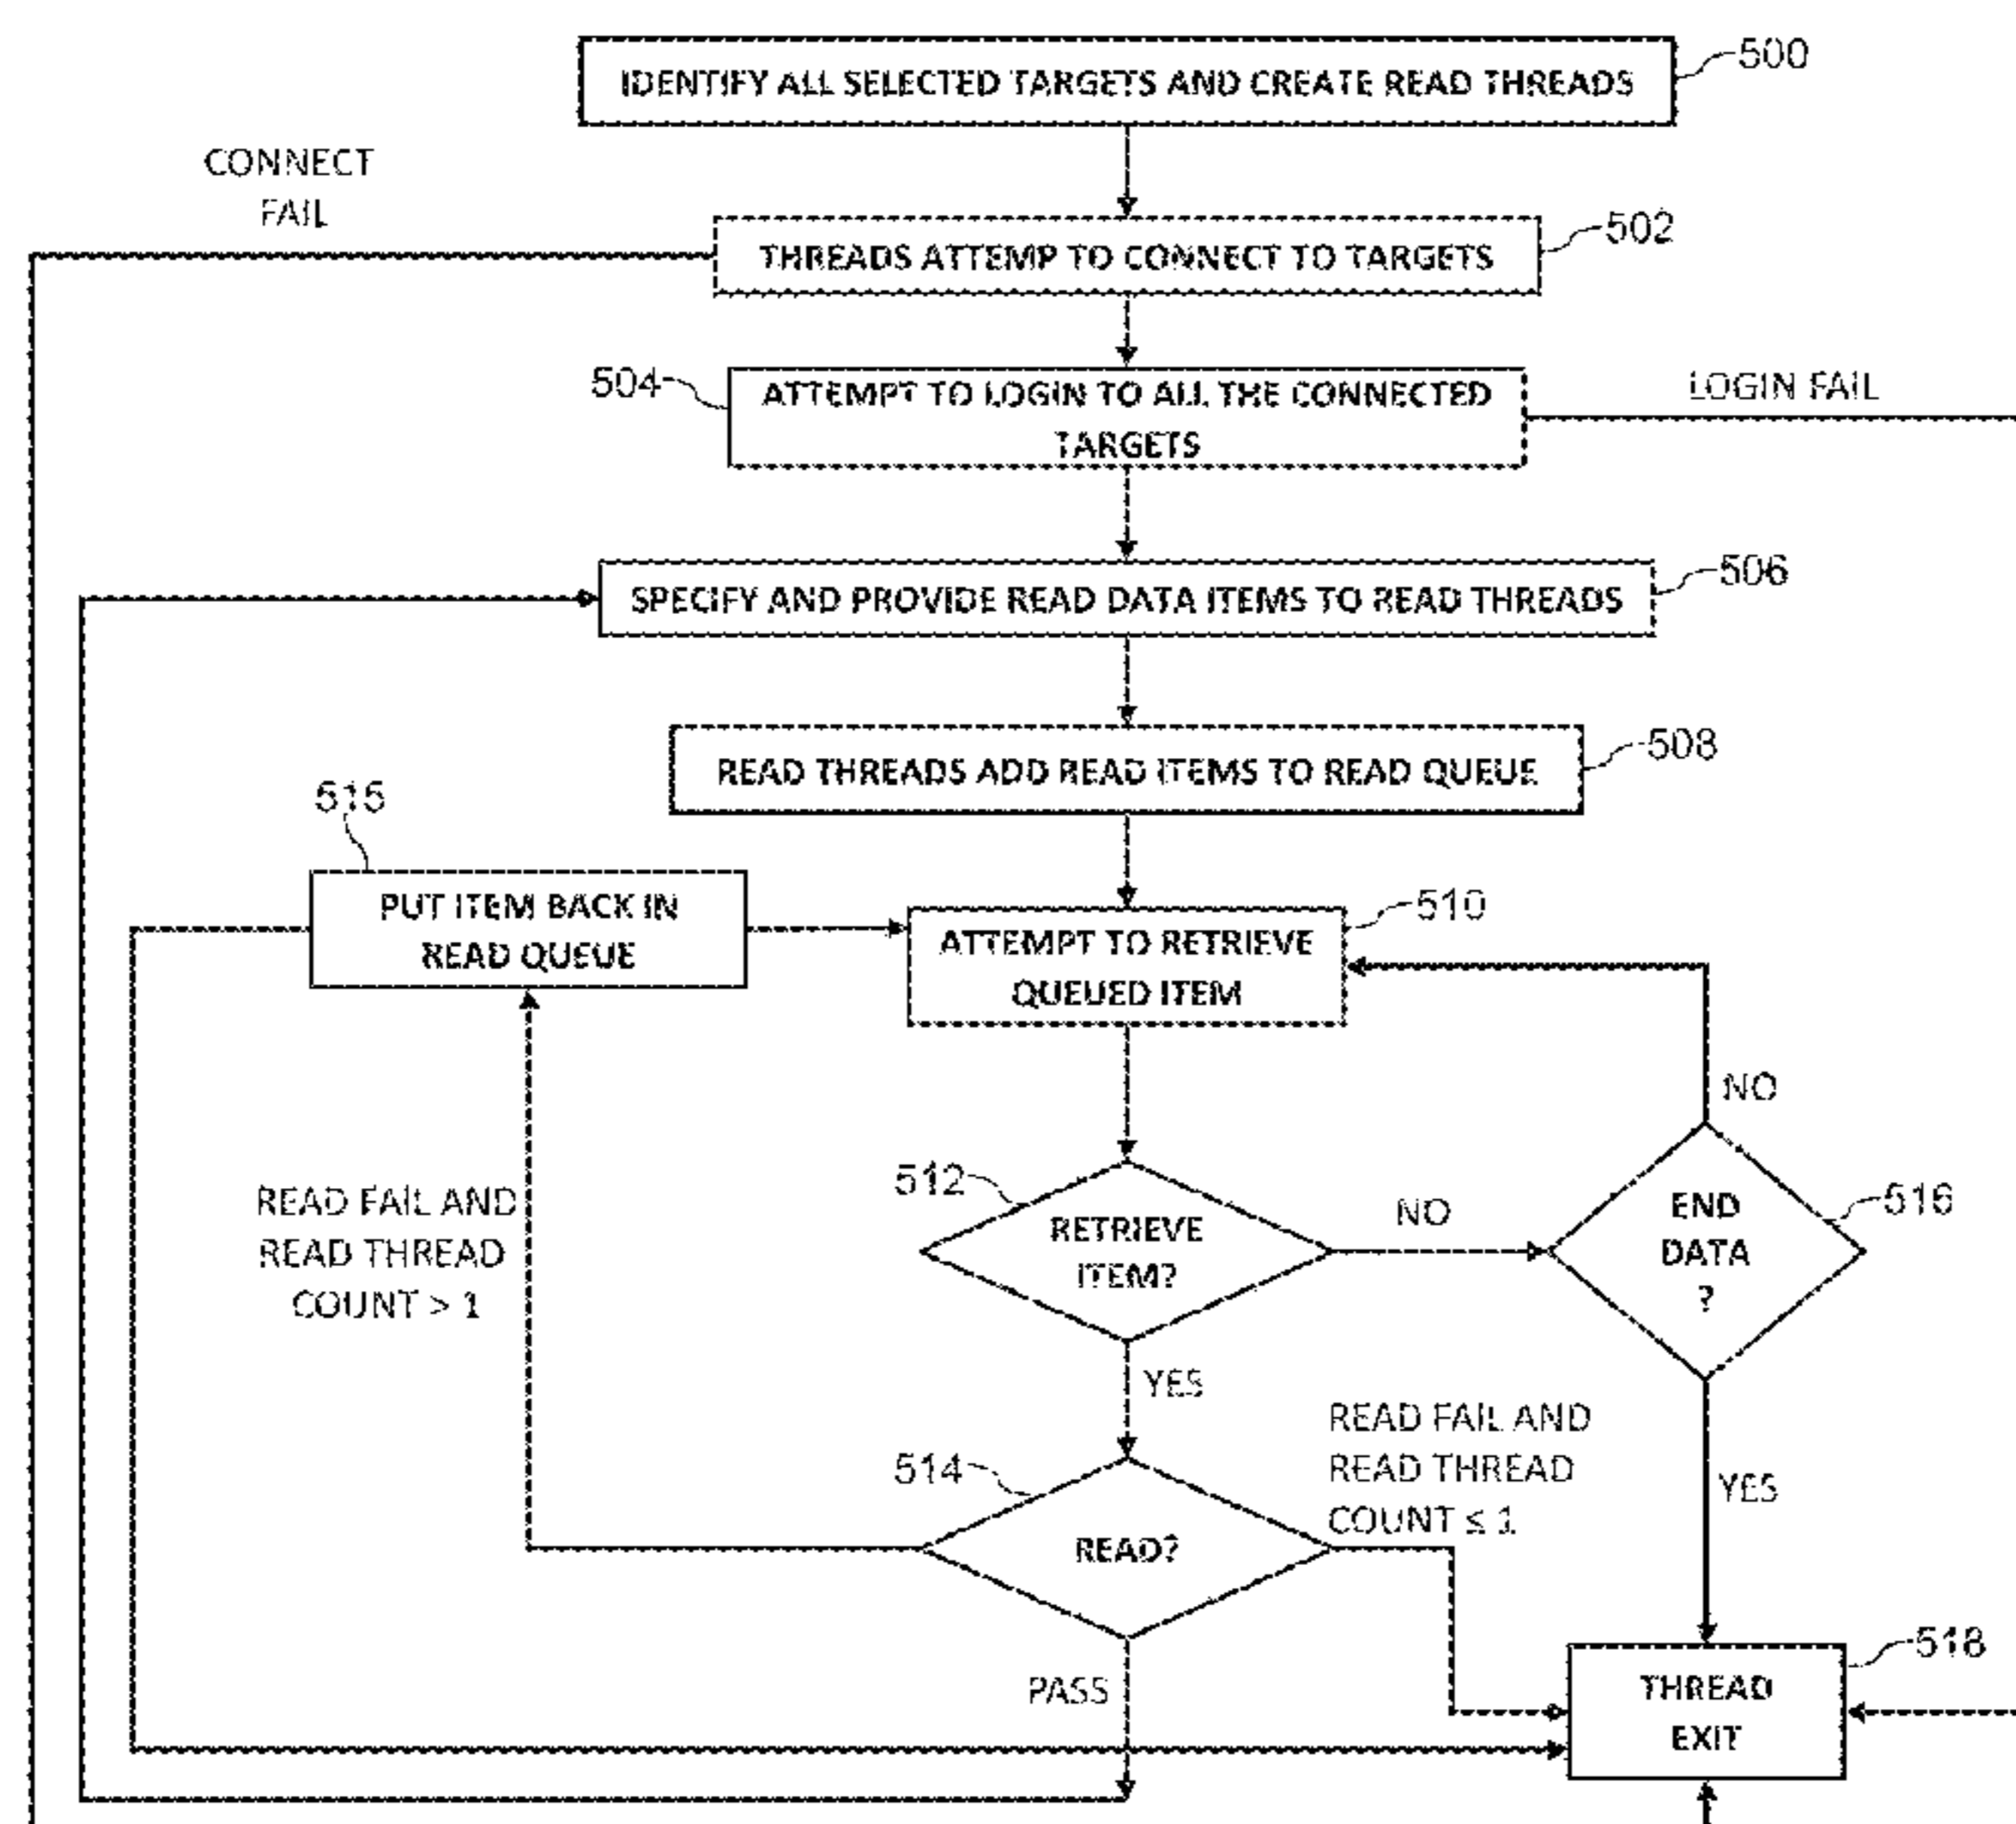 IDENTIFY ALL SELECTED TARGETS AND CREATE READ THREADS
500
CONNECT
FAIL
THREADS ATTEMP TO CONNECT TO TARGETS
502
504
ATTEMPT TO LOGIN TO ALL THE CONNECTED
TARGETS
LOGIN FAIL
SPECIFY AND PROVIDE READ DATA ITEMS TO READ THREADS
506
READ THREADS ADD READ ITEMS TO READ QUEUE
508
515
PUT ITEM BACK IN
READ QUEUE
ATTEMPT TO RETRIEVE
QUEUED ITEM
510
NO
READ FAIL AND
READ THREAD
COUNT > 1
512
RETRIEVE
ITEM?
NO
END
DATA
?
516
YES
READ FAIL AND
READ THREAD
COUNT ≤ 1
YES
514
READ?
PASS
THREAD
EXIT
518